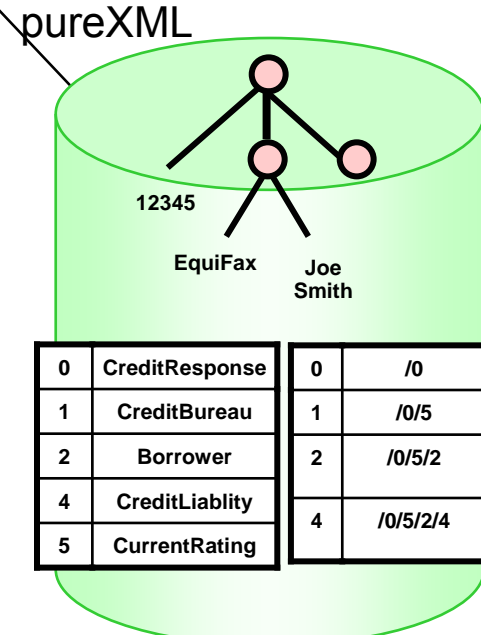 pureXML
12345
EquiFax
Joe
Smith
0 CreditResponse
1 CreditBureau
2 Borrower
4 CreditLiablity
5 CurrentRating
0 /0
1 /0/5
2 /0/5/2
4 /0/5/2/4